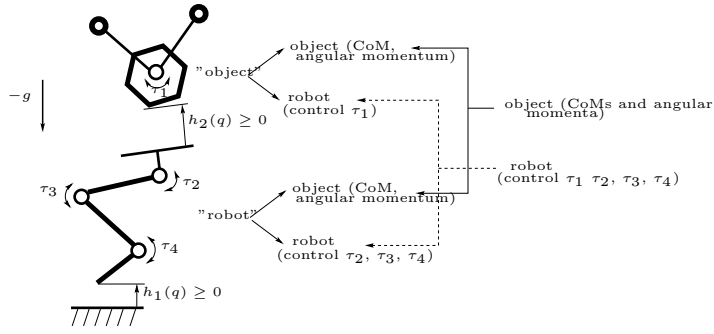 "object"
object (CoM,
angular momentum)
τ₁
−g
robot
(control τ₁)
object (CoMs and angular
momenta)
h₂(q) ≥ 0
robot
(control τ₁ τ₂, τ₃, τ₄)
τ₂
τ₃
object (CoM,
angular momentum)
"robot"
τ₄
robot
(control τ₂, τ₃, τ₄)
h₁(q) ≥ 0